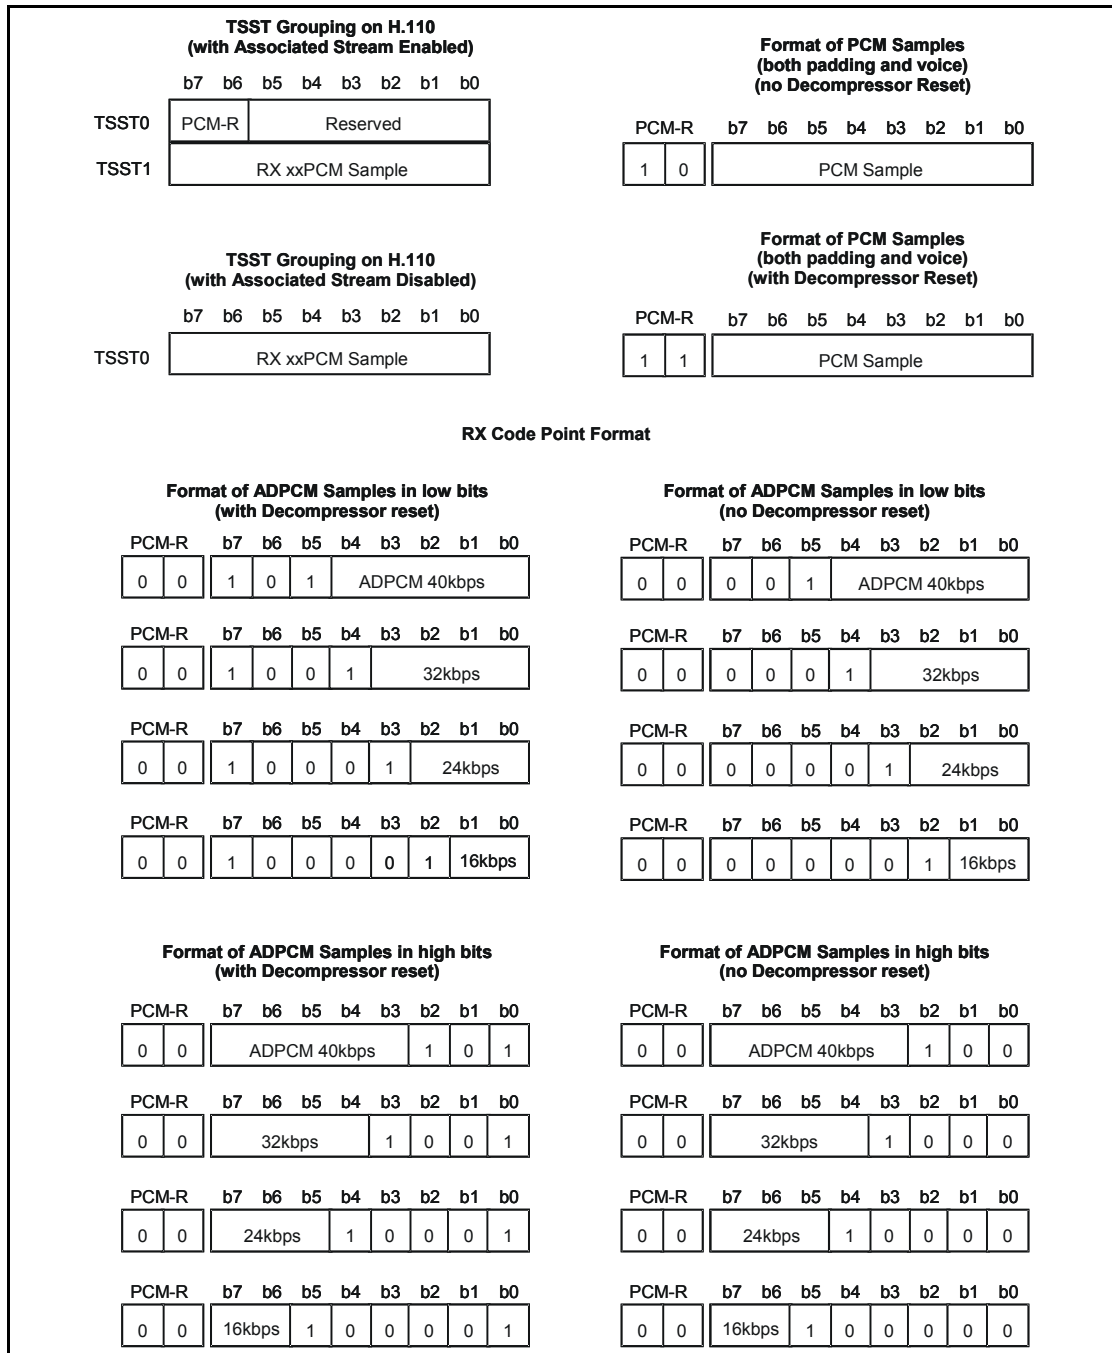 TSST Grouping on H.110
(with Associated Stream Enabled)
b7 b6 b5 b4 b3 b2 b1 b0
TSST0 PCM-R Reserved
TSST1 RX xxPCM Sample
Format of PCM Samples
(both padding and voice)
(no Decompressor Reset)
PCM-R b7 b6 b5 b4 b3 b2 b1 b0
1 0 PCM Sample
TSST Grouping on H.110
(with Associated Stream Disabled)
b7 b6 b5 b4 b3 b2 b1 b0
TSST0 RX xxPCM Sample
Format of PCM Samples
(both padding and voice)
(with Decompressor Reset)
PCM-R b7 b6 b5 b4 b3 b2 b1 b0
1 1 PCM Sample
RX Code Point Format
Format of ADPCM Samples in low bits
(with Decompressor reset)
PCM-R b7 b6 b5 b4 b3 b2 b1 b0
0 0 1 0 1 ADPCM 40kbps
PCM-R b7 b6 b5 b4 b3 b2 b1 b0
0 0 1 0 0 1 32kbps
PCM-R b7 b6 b5 b4 b3 b2 b1 b0
0 0 1 0 0 0 1 24kbps
PCM-R b7 b6 b5 b4 b3 b2 b1 b0
0 0 1 0 0 0 0 1 16kbps
Format of ADPCM Samples in low bits
(no Decompressor reset)
PCM-R b7 b6 b5 b4 b3 b2 b1 b0
0 0 0 0 1 ADPCM 40kbps
PCM-R b7 b6 b5 b4 b3 b2 b1 b0
0 0 0 0 0 1 32kbps
PCM-R b7 b6 b5 b4 b3 b2 b1 b0
0 0 0 0 0 0 1 24kbps
PCM-R b7 b6 b5 b4 b3 b2 b1 b0
0 0 0 0 0 0 0 1 16kbps
Format of ADPCM Samples in high bits
(with Decompressor reset)
PCM-R b7 b6 b5 b4 b3 b2 b1 b0
0 0 ADPCM 40kbps 1 0 1
PCM-R b7 b6 b5 b4 b3 b2 b1 b0
0 0 32kbps 1 0 0 1
PCM-R b7 b6 b5 b4 b3 b2 b1 b0
0 0 24kbps 1 0 0 0 1
PCM-R b7 b6 b5 b4 b3 b2 b1 b0
0 0 16kbps 1 0 0 0 0 1
Format of ADPCM Samples in high bits
(no Decompressor reset)
PCM-R b7 b6 b5 b4 b3 b2 b1 b0
0 0 ADPCM 40kbps 1 0 0
PCM-R b7 b6 b5 b4 b3 b2 b1 b0
0 0 32kbps 1 0 0 0
PCM-R b7 b6 b5 b4 b3 b2 b1 b0
0 0 24kbps 1 0 0 0 0
PCM-R b7 b6 b5 b4 b3 b2 b1 b0
0 0 16kbps 1 0 0 0 0 0